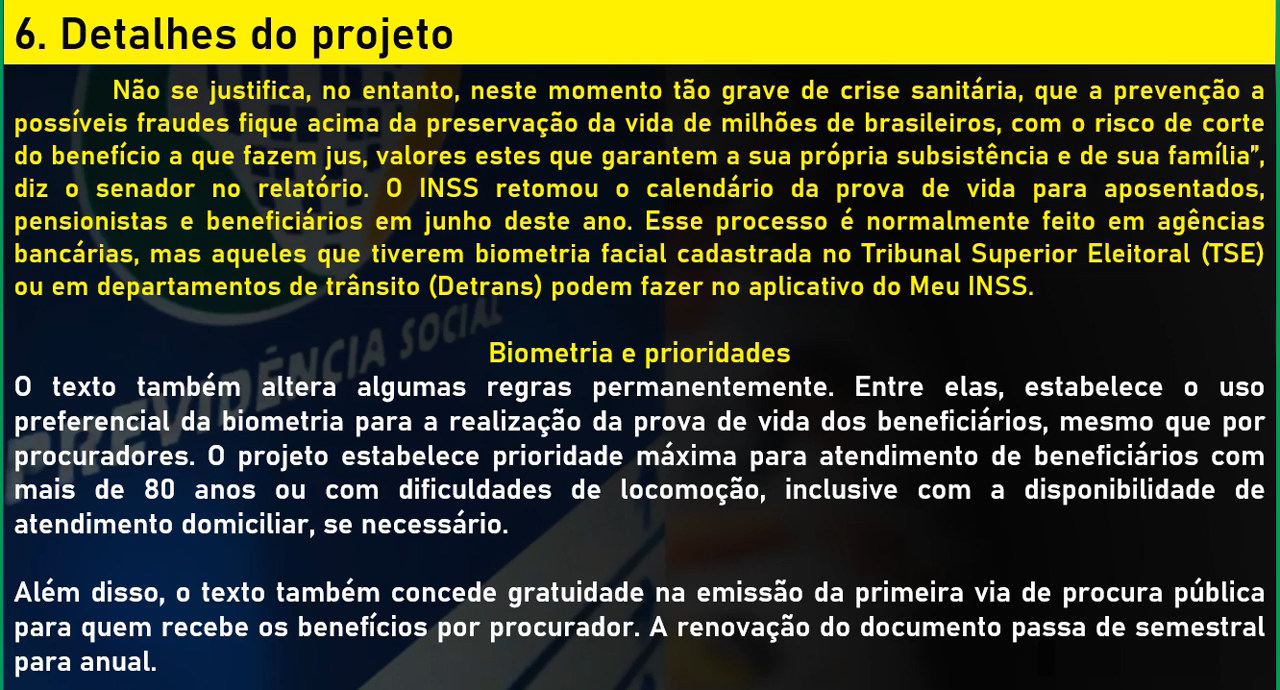 6. Detalhes do projeto
Não se justifica, no entanto, neste momento tão grave de crise sanitária, que a prevenção a
possíveis fraudes fique acima da preservação da vida de milhões de brasileiros, com o risco de corte
do benefício a que fazem jus, valores estes que garantem a sua própria subsistência e de sua família”,
diz o senador no relatório. O INSS retomou o calendário da prova de vida para aposentados,
pensionistas e beneficiários em junho deste ano. Esse processo é normalmente feito em agências
bancárias, mas aqueles que tiverem biometria facial cadastrada no Tribunal Superior Eleitoral (TSE)
ou em departamentos de trânsito (Detrans) podem fazer no aplicativo do Meu INSS.
PREVIDÊNCIA SOCIAL
Biometria e prioridades
O texto também altera algumas regras permanentemente. Entre elas, estabelece o uso
preferencial da biometria para a realização da prova de vida dos beneficiários, mesmo que por
procuradores. O projeto estabelece prioridade máxima para atendimento de beneficiários com
mais de 80 anos ou com dificuldades de locomoção, inclusive com a disponibilidade de
atendimento domiciliar, se necessário.
Além disso, o texto também concede gratuidade na emissão da primeira via de procura pública
para quem recebe os benefícios por procurador. A renovação do documento passa de semestral
para anual.